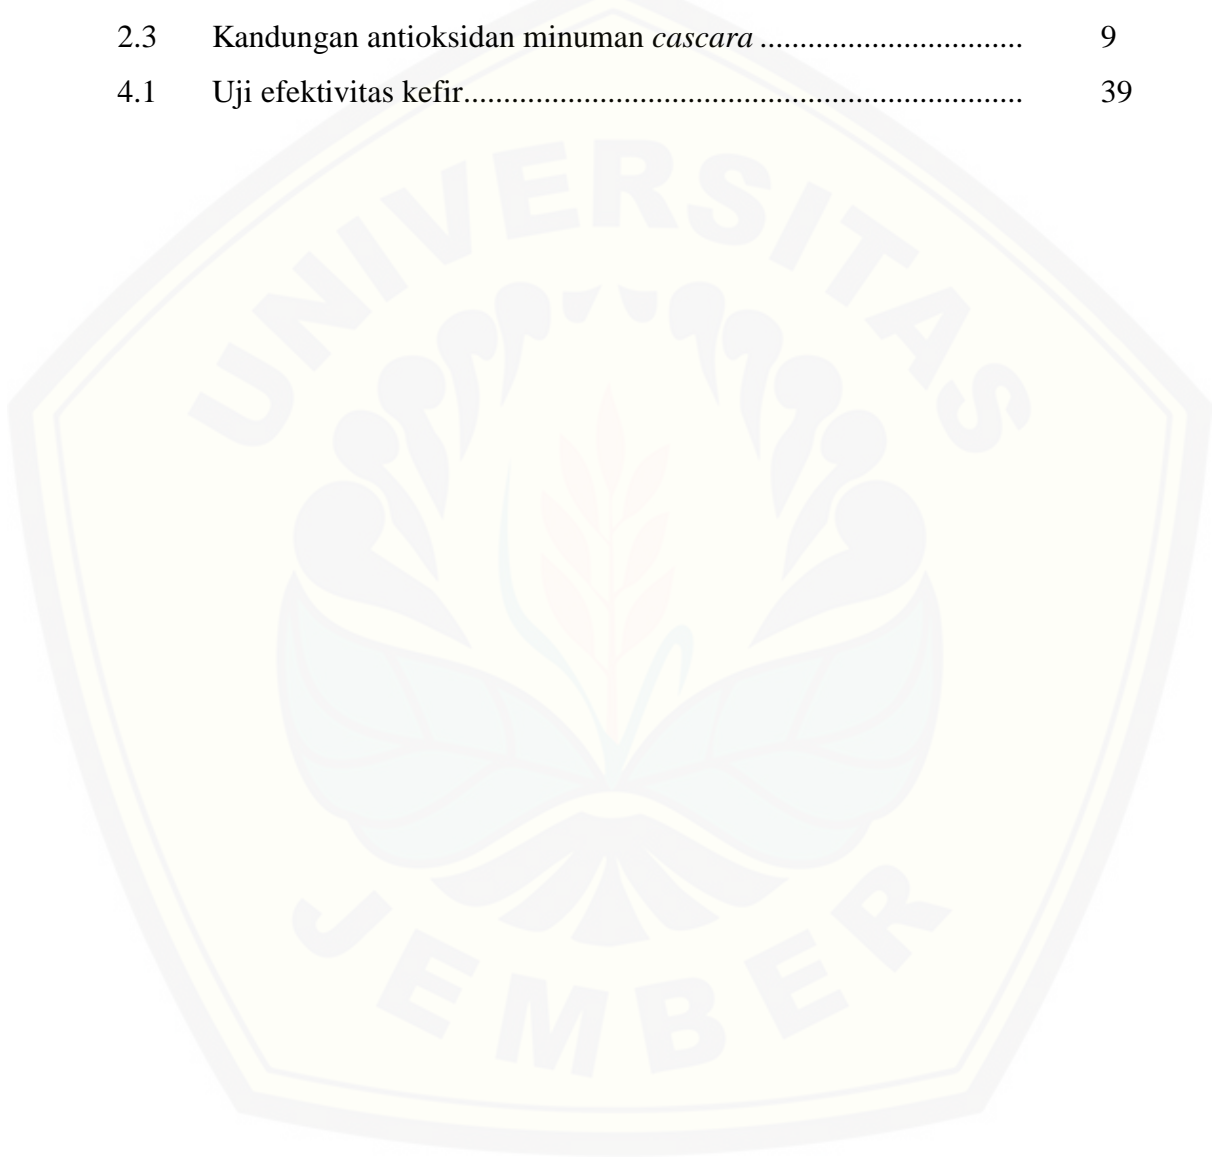 2.3 Kandungan antioksidan minuman cascara ................................ 9
4.1 Uji efektivitas kefir.................................................................... 39
UNIVERSITAS
JEMBER